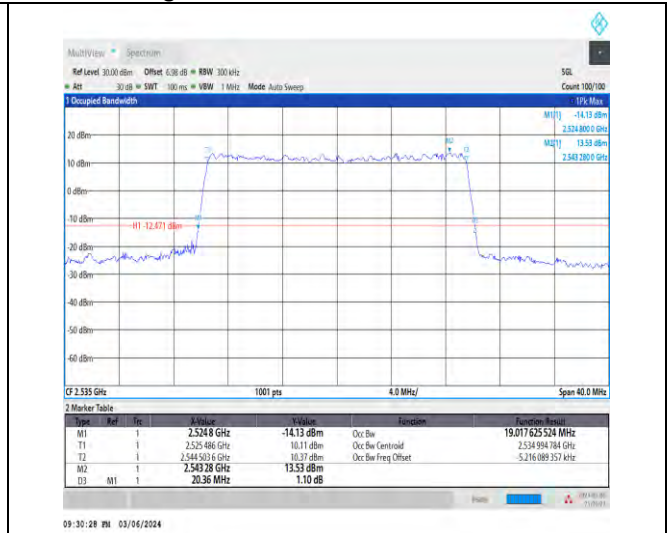 MultiView Spectrum
Ref Level 30.00 dBm Offset 6.98 dB RBW 300 kHz SGL
Att 30 dB SWT 100 ms VBW 1 MHz Mode Auto Sweep Count 100/100
1 Occupied Bandwidth 1Pk Max
M1[1] -14.13 dBm
2.524 800 0 GHz
M2[1] 13.53 dBm
2.543 280 0 GHz
20 dBm
10 dBm
0 dBm
-10 dBm
H1 -12.471 dBm
-20 dBm
-30 dBm
-40 dBm
-50 dBm
-60 dBm
CF 2.535 GHz 1001 pts 4.0 MHz/ Span 40.0 MHz
2 Marker Table
Type Ref Trc X-Value Y-Value Function Function Result
M1 1 2.524 8 GHz -14.13 dBm Occ Bw 19.017 625 524 MHz
T1 1 2.525 486 GHz 10.11 dBm Occ Bw Centroid 2.534 994 784 GHz
T2 1 2.544 503 6 GHz 10.37 dBm Occ Bw Freq Offset -5.216 089 357 kHz
M2 1 2.543 28 GHz 13.53 dBm
D3 M1 1 20.36 MHz 1.10 dB
09:30:28 PM 03/06/2024